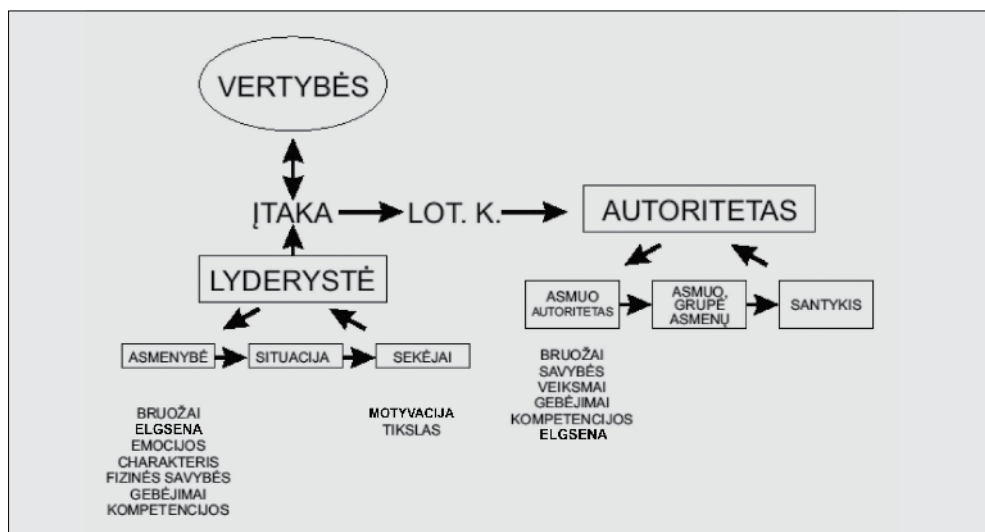 VERTYBĖS
ĮTAKA
LOT. K.
AUTORITETAS
LYDERYSTĖ
ASMENYBĖ
SITUACIJA
SEKĖJAI
BRUOŽAI
ELGSENA
EMOCIJOS
CHARAKTERIS
FIZINĖS SAVYBĖS
GEBĖJIMAI
KOMPETENCIJOS
MOTYVACIJA
TIKSLAS
ASMUO
AUTORITETAS
ASMUO,
GRUPĖ
ASMENŲ
SANTYKIS
BRUOŽAI
SAVYBĖS
VEIKSMAI
GEBĖJIMAI
KOMPETENCIJOS
ELGSENA